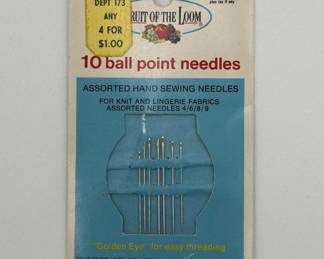 DEPT 173
ANY
4 FOR
$1.00
FRUIT OF THE LOOM
10 ball point needles
ASSORTED HAND SEWING NEEDLES
FOR KNIT AND LINGERIE FABRICS
ASSORTED NEEDLES 4/6/8/9
"Golden Eye" for easy threading